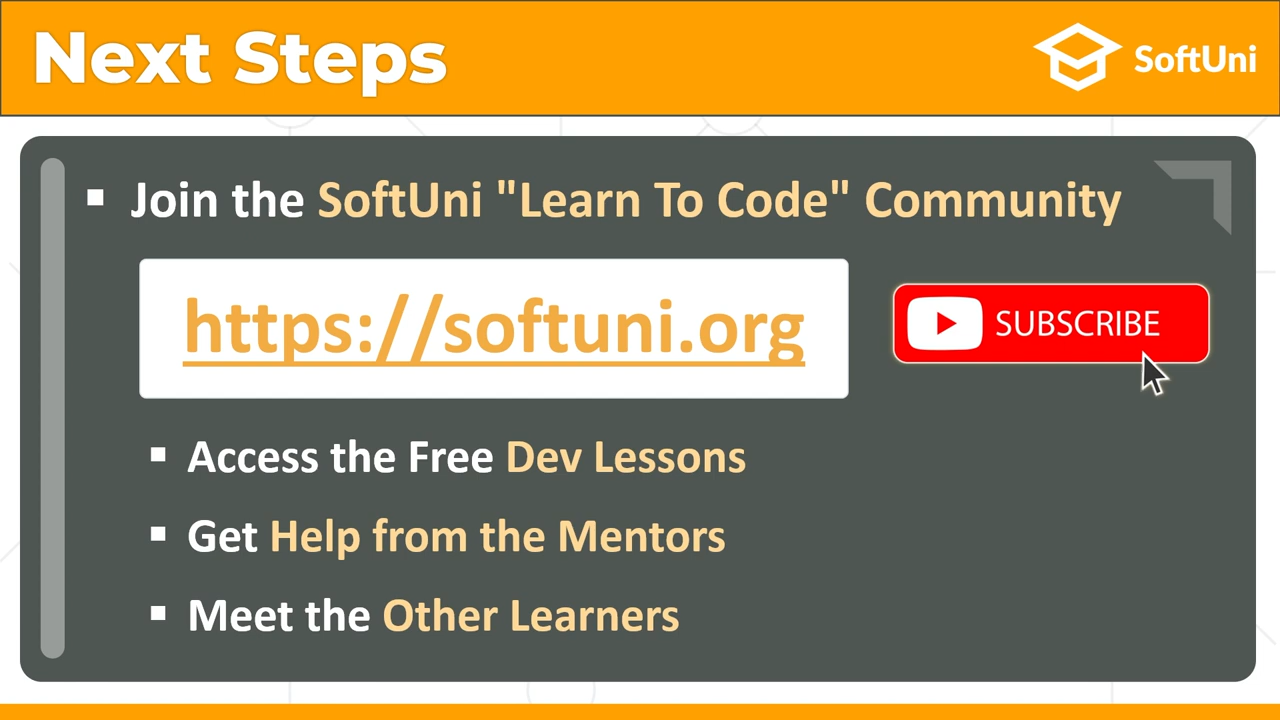 Next Steps
SoftUni
Join the SoftUni "Learn To Code" Community
https://softuni.org
SUBSCRIBE
Access the Free Dev Lessons
Get Help from the Mentors
Meet the Other Learners